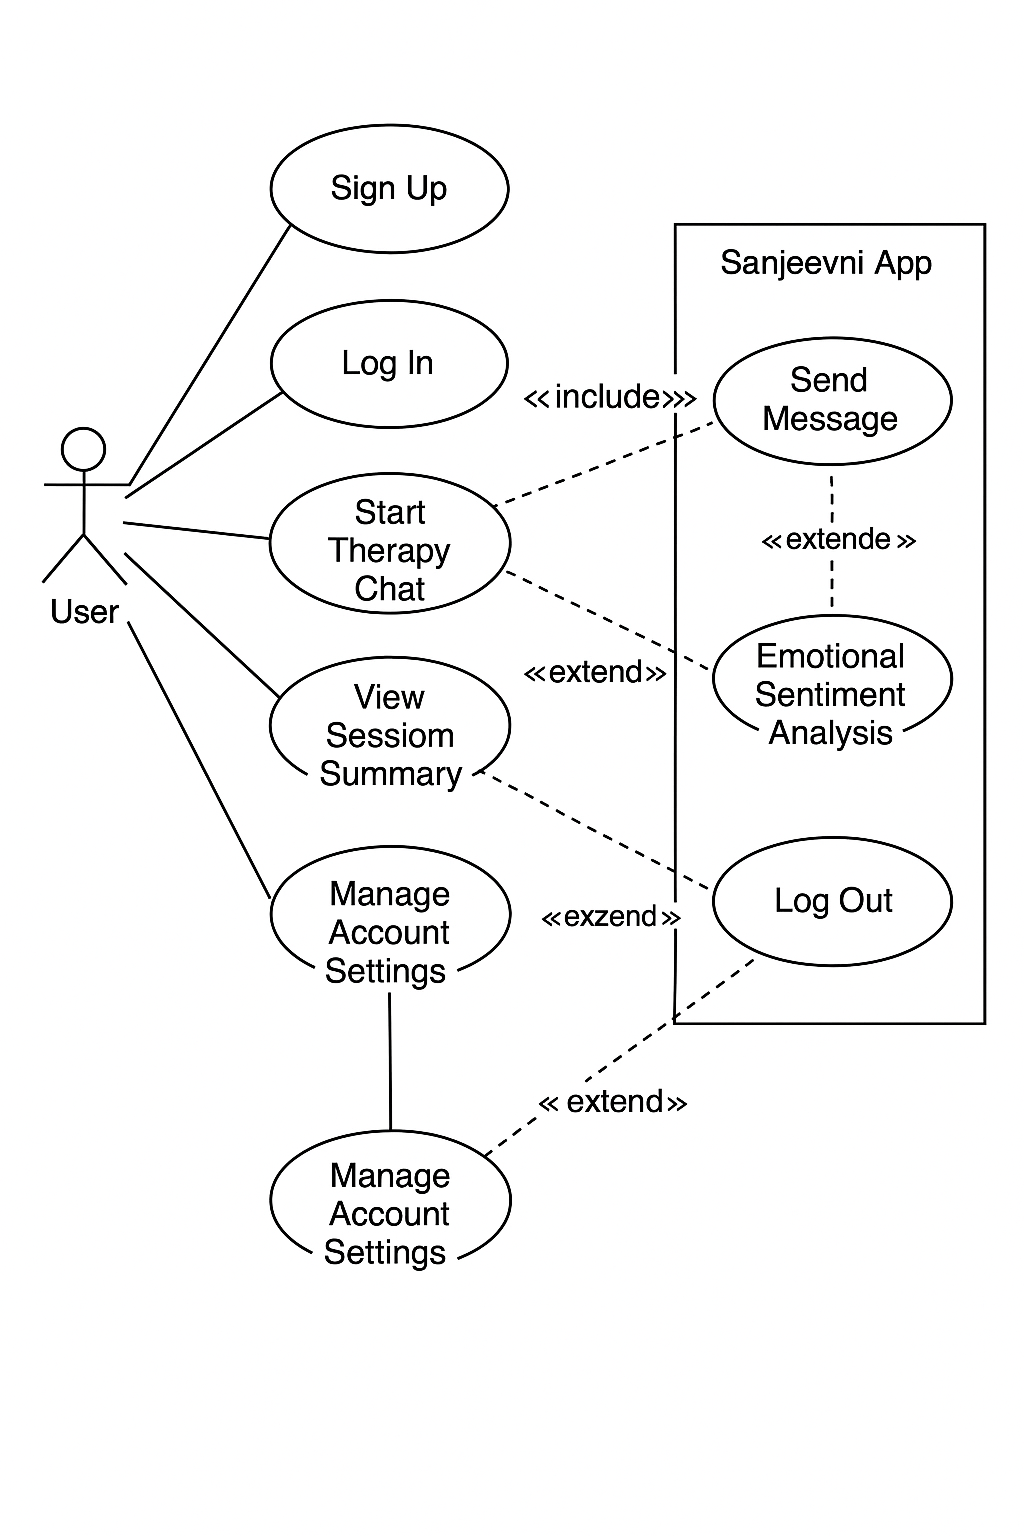 Sign Up
Sanjeevni App
Log In
Send
Message
«include»›
Start
Therapy
Chat
«extende»
User
«extend»
Emotional
Sentiment
Analysis
View
Sessiom
Summary
Manage
Account
Settings
«exzend»
Log Out
« extend»
Manage
Account
Settings